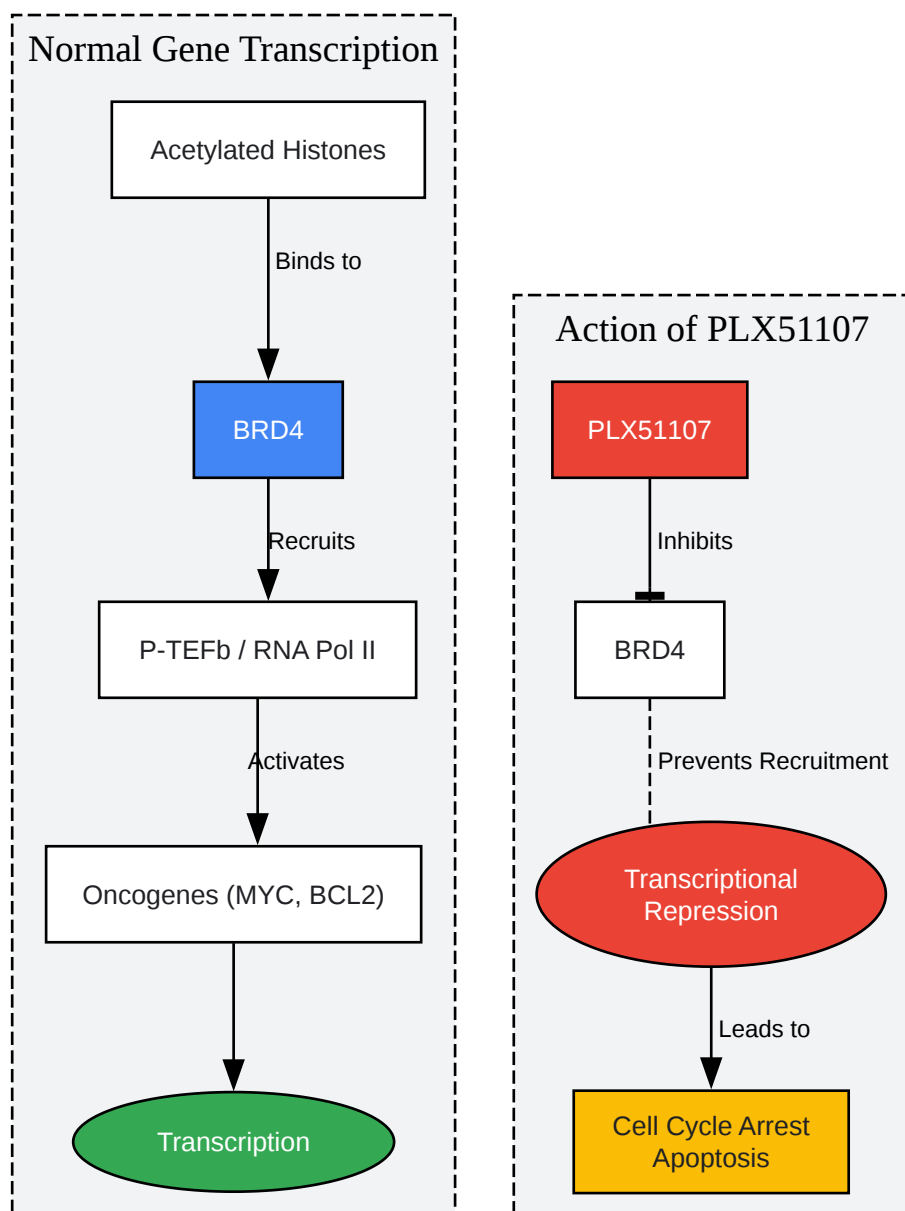 Normal Gene Transcription
Acetylated Histones
Binds to
BRD4
Recruits
P-TEFb / RNA Pol II
Activates
Oncogenes (MYC, BCL2)
Transcription
Action of PLX51107
PLX51107
Inhibits
BRD4
Prevents Recruitment
Transcriptional
Repression
Leads to
Cell Cycle Arrest
Apoptosis